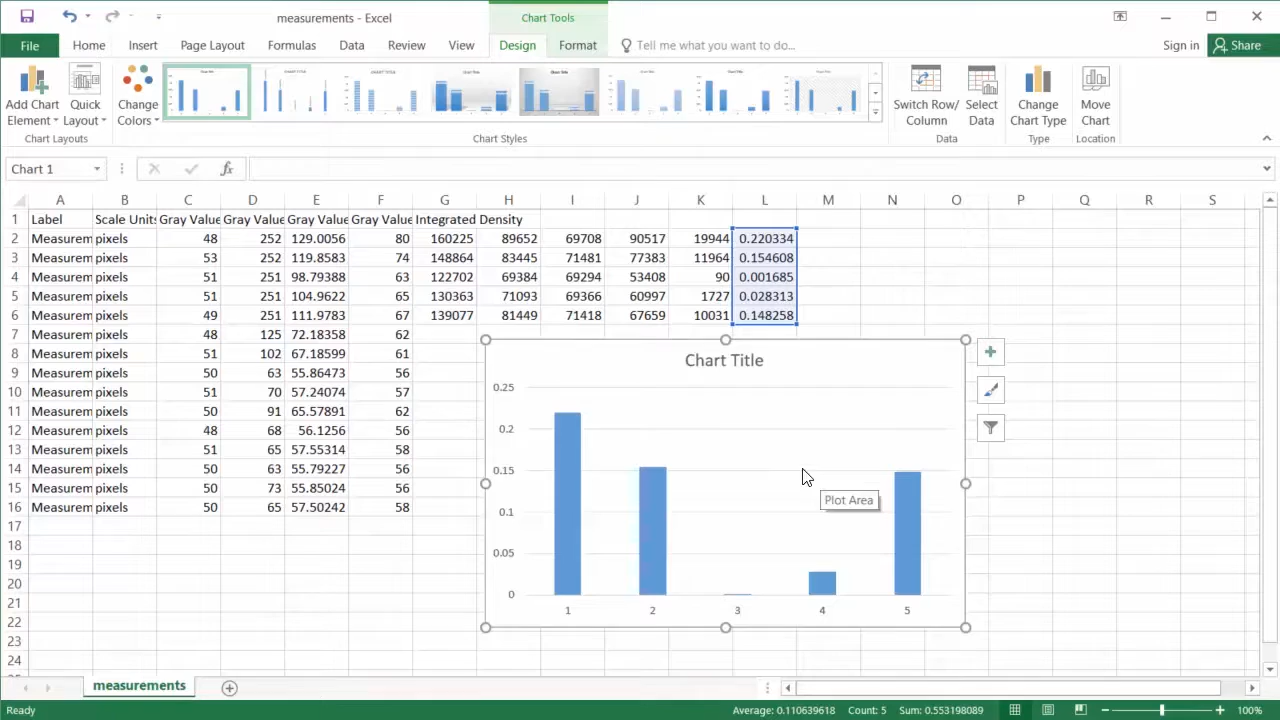 measurements - Excel
Chart Tools
File Home Insert Page Layout Formulas Data Review View Design Format Tell me what you want to do... Sign in Share
Add Chart Element
Quick Layout
Change Colors
Switch Row/ Column
Select Data
Change Chart Type
Move Chart
Chart Layouts Chart Styles Data Type Location
Chart 1 fx
A B C D E F G H I J K L M N O P Q R S
1 Label Scale Units Gray Value Gray Value Gray Value Gray Value Integrated Density
2 Measurem pixels 48 252 129.0056 80 160225 89652 69708 90517 19944 0.220334
3 Measurem pixels 53 252 119.8583 74 148864 83445 71481 77383 11964 0.154608
4 Measurem pixels 51 251 98.79388 63 122702 69384 69294 53408 90 0.001685
5 Measurem pixels 51 251 104.9622 65 130363 71093 69366 60997 1727 0.028313
6 Measurem pixels 49 251 111.9783 67 139077 81449 71418 67659 10031 0.148258
7 Measurem pixels 48 125 72.18358 62
8 Measurem pixels 51 102 67.18599 61
9 Measurem pixels 50 63 55.86473 56
10 Measurem pixels 51 70 57.24074 57
11 Measurem pixels 50 91 65.57891 62
12 Measurem pixels 48 68 56.1256 56
13 Measurem pixels 51 65 57.55314 58
14 Measurem pixels 50 63 55.79227 56
15 Measurem pixels 50 73 55.85024 56
16 Measurem pixels 50 65 57.50242 58
17
18
19
20
21
22
23
24
Chart Title
0.25
0.2
0.15
0.1
0.05
0
1 2 3 4 5
Plot Area
measurements
Ready Average: 0.110639618 Count: 5 Sum: 0.553198089 100%